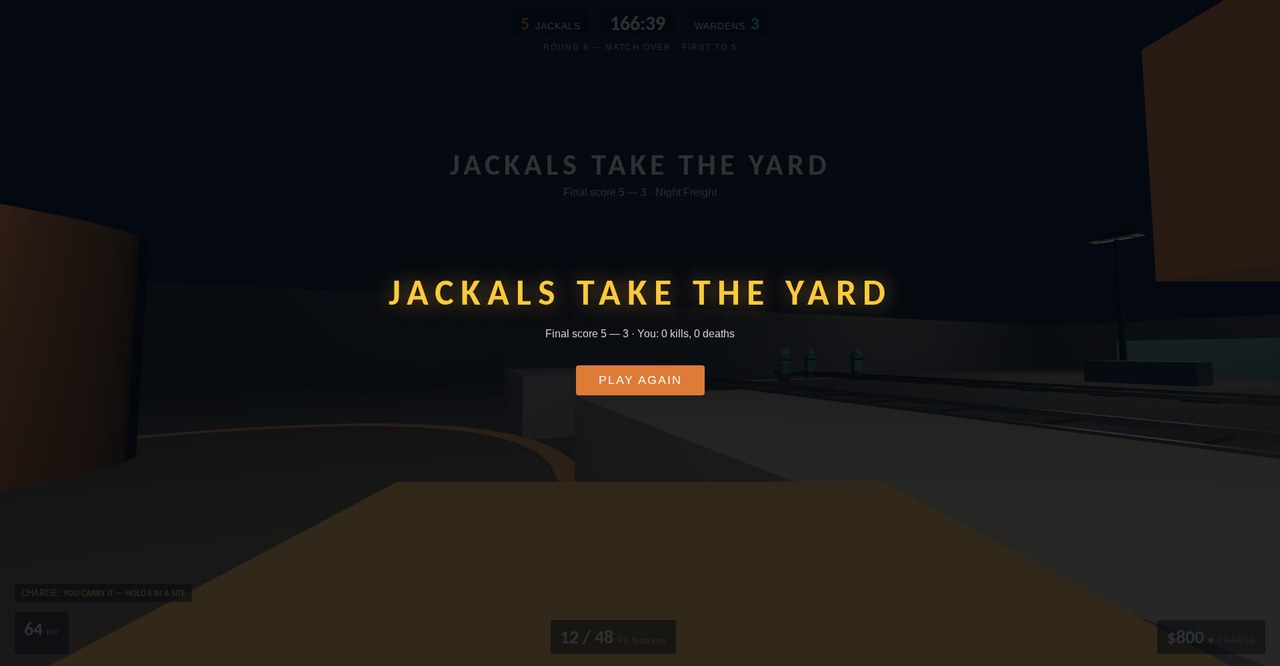 5 JACKALS 166:39 WARDENS 3
ROUND 8 — MATCH OVER · FIRST TO 5
JACKALS TAKE THE YARD
Final score 5 — 3 · Night Freight
JACKALS TAKE THE YARD
Final score 5 — 3 · You: 0 kills, 0 deaths
PLAY AGAIN
CHARGE: YOU CARRY IT — HOLD E IN A SITE
64 HP
12 / 48 P9 Sidearm
$800 ● CHARGE